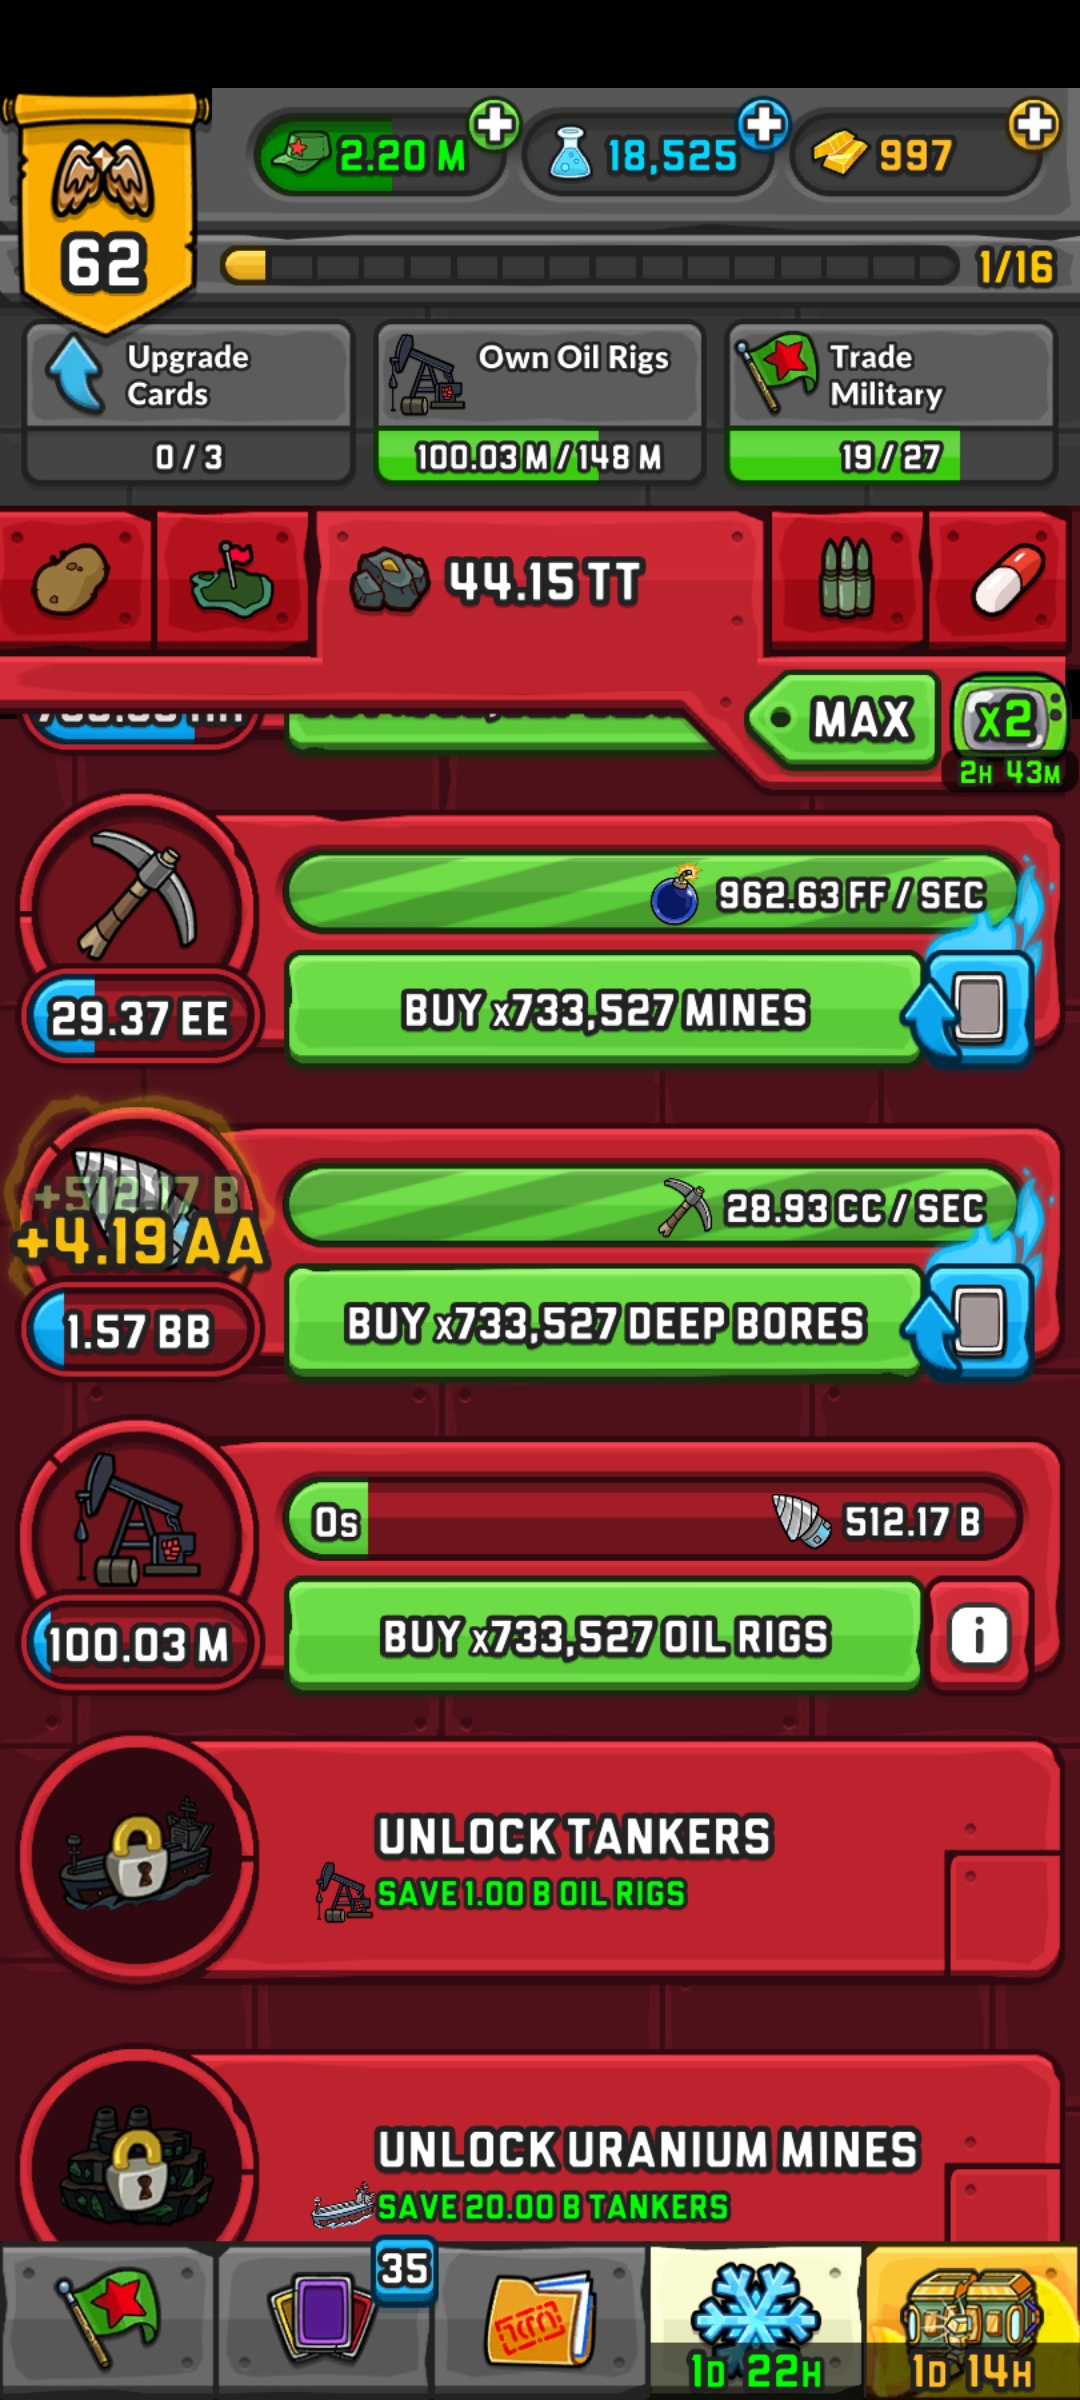 2.20 M
18,525
997
62
1/16
Upgrade
Cards
0 / 3
Own Oil Rigs
100.03 M / 148 M
Trade
Military
19 / 27
44.15 TT
MAX
x2
2H 43M
962.63 FF / SEC
29.37 EE
BUY x733,527 MINES
+512.17 B
+4.19 AA
28.93 CC / SEC
1.57 BB
BUY x733,527 DEEP BORES
0s
512.17 B
100.03 M
BUY x733,527 OIL RIGS
i
UNLOCK TANKERS
SAVE 1.00 B OIL RIGS
UNLOCK URANIUM MINES
SAVE 20.00 B TANKERS
35
1D 22H
1D 14H